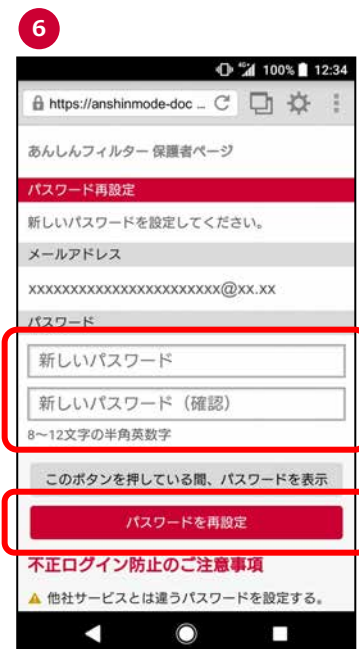 6
100% 12:34
https://anshinmode-doc ...
あんしんフィルター 保護者ページ
パスワード再設定
新しいパスワードを設定してください。
メールアドレス
xxxxxxxxxxxxxxxxxxxxxxx@xx.xx
パスワード
新しいパスワード
新しいパスワード（確認）
8～12文字の半角英数字
このボタンを押している間、パスワードを表示
パスワードを再設定
不正ログイン防止のご注意事項
他社サービスとは違うパスワードを設定する。